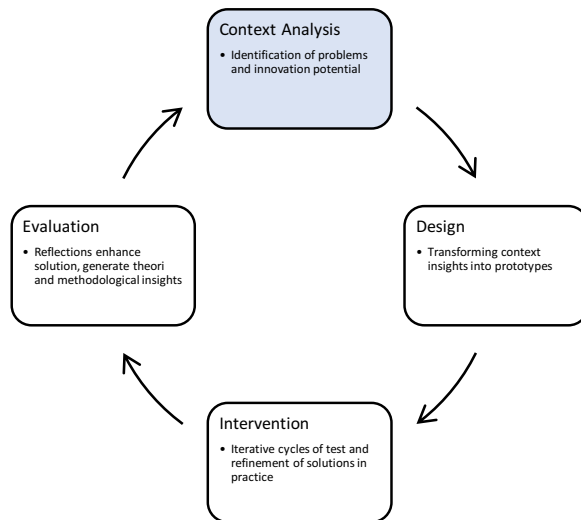 Context Analysis
• Identification of problems
and innovation potential
Evaluation
• Reflections enhance
solution, generate theori
and methodological insights
Design
• Transforming context
insights into prototypes
Intervention
• Iterative cycles of test and
refinement of solutions in
practice